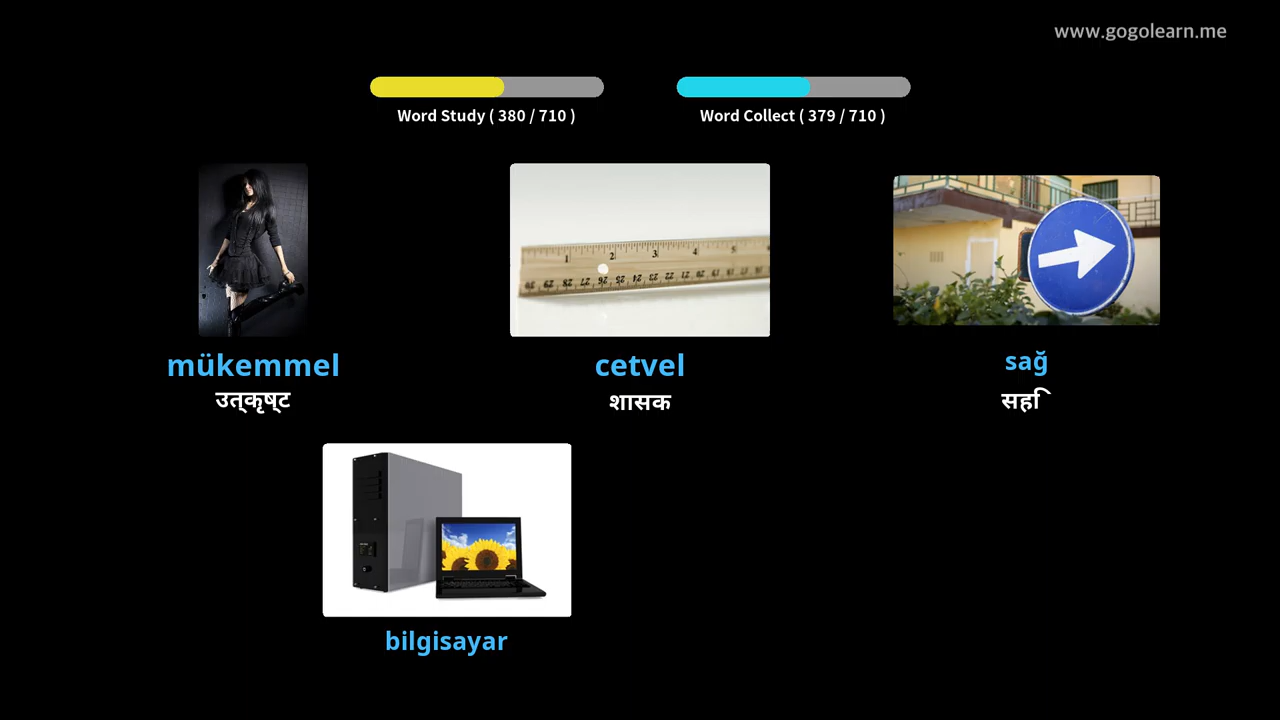 www.gogolearn.me
Word Study ( 380 / 710 )
Word Collect ( 379 / 710 )
mükemmel
उत्कृष्ट
cetvel
शासक
sağ
सहि
bilgisayar